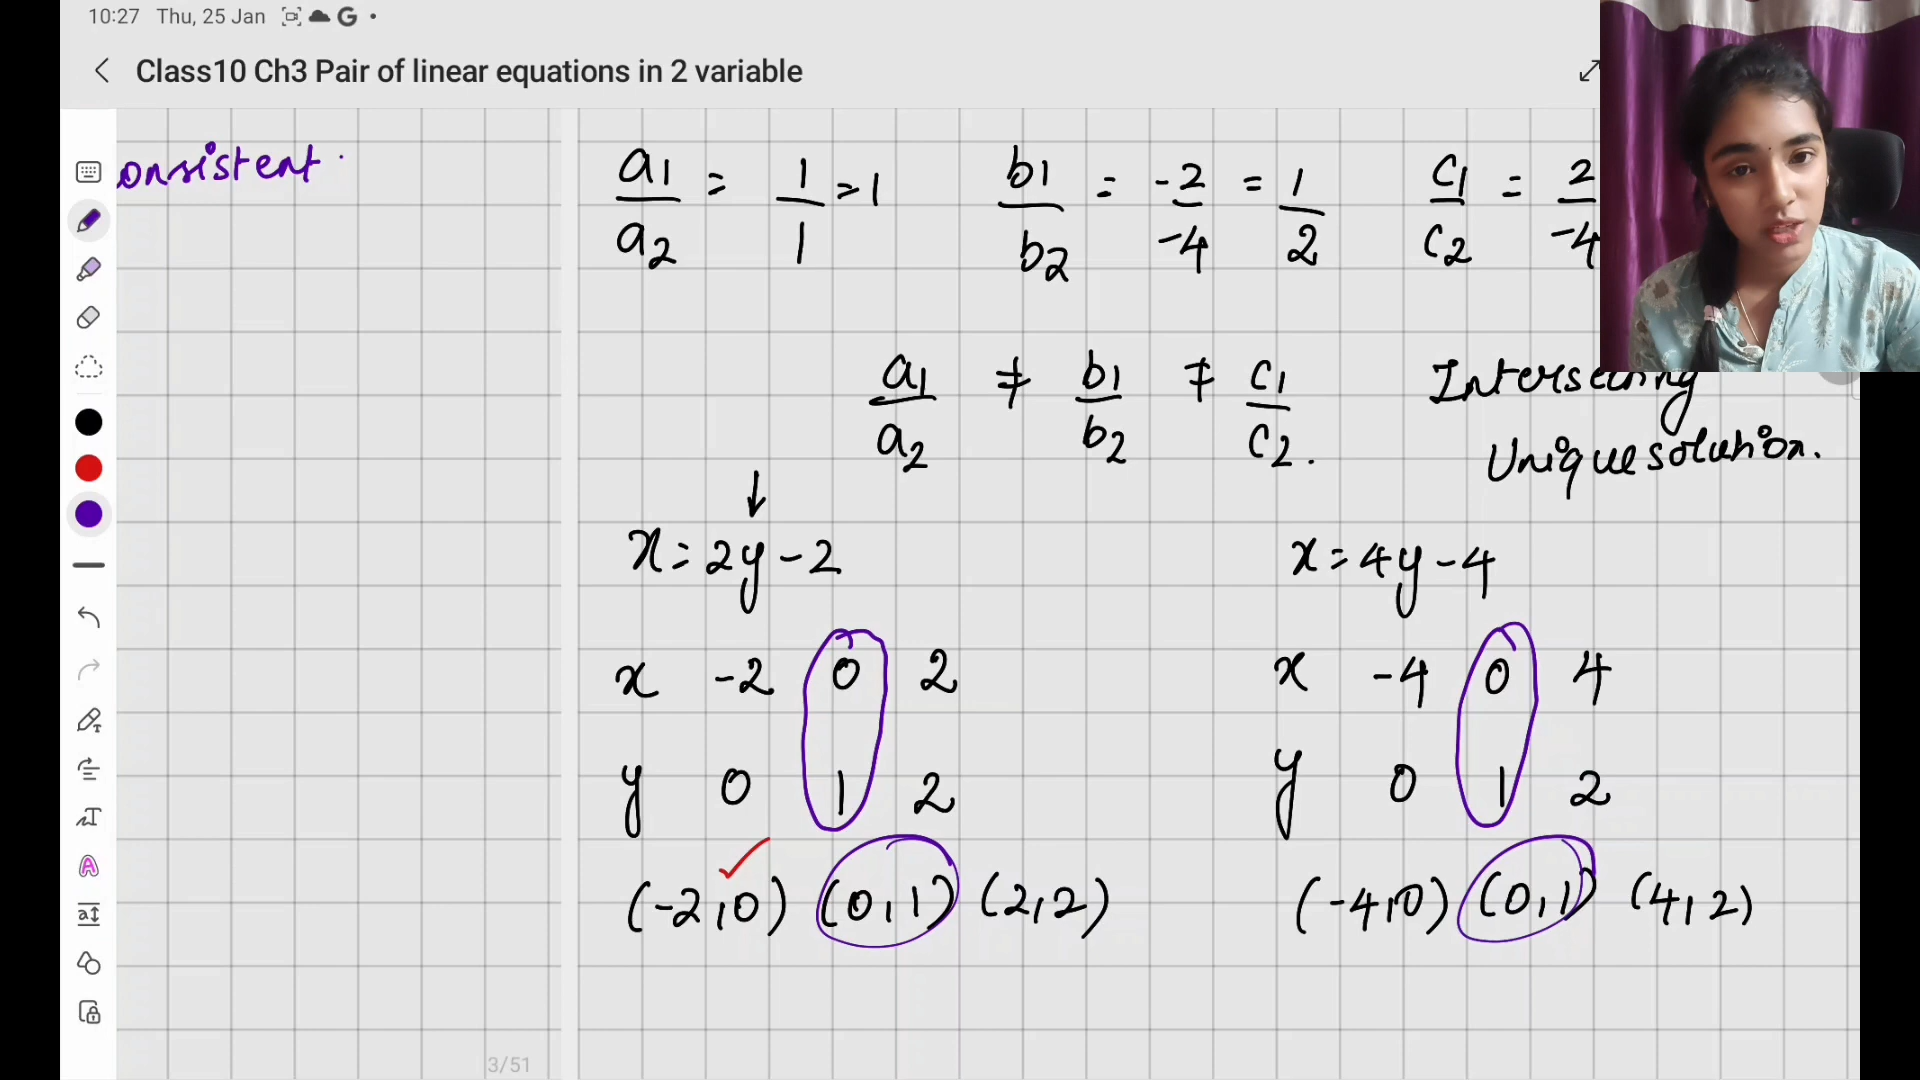 10:27 Thu, 25 Jan
Class10 Ch3 Pair of linear equations in 2 variable
onsistent.
a1/a2 = 1/1 = 1 b1/b2 = -2/-4 = 1/2 c1/c2 = 2/-4
a1/a2 ≠ b1/b2 ≠ c1/c2. Intersecting
Unique solution.
↓
x = 2y - 2 x = 4y - 4
x -2 0 2 x -4 0 4
y 0 1 2 y 0 1 2
(-2,0) (0,1) (2,2) (-4,0) (0,1) (4,2)
3/51